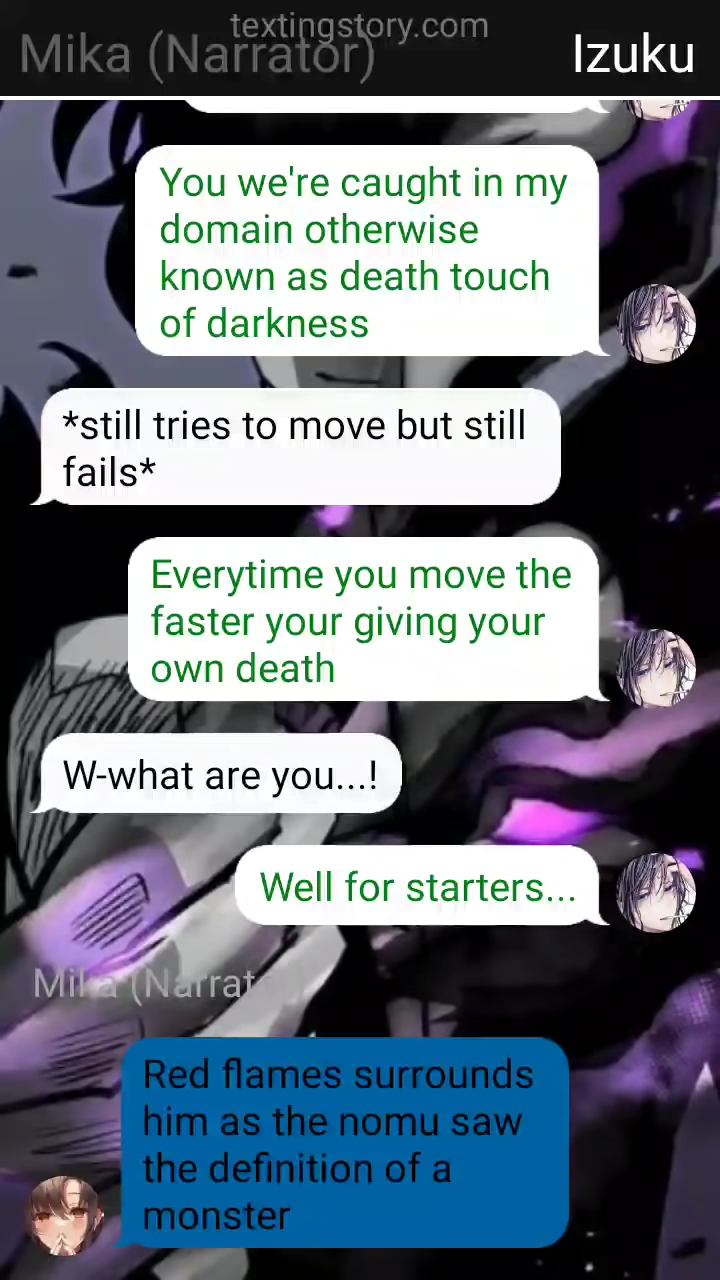 textingstory.com
Mika (Narrator)
Izuku
You we're caught in my
domain otherwise
known as death touch
of darkness
*still tries to move but still
fails*
Everytime you move the
faster your giving your
own death
W-what are you...!
Well for starters...
Mika (Narrator)
Red flames surrounds
him as the nomu saw
the definition of a
monster